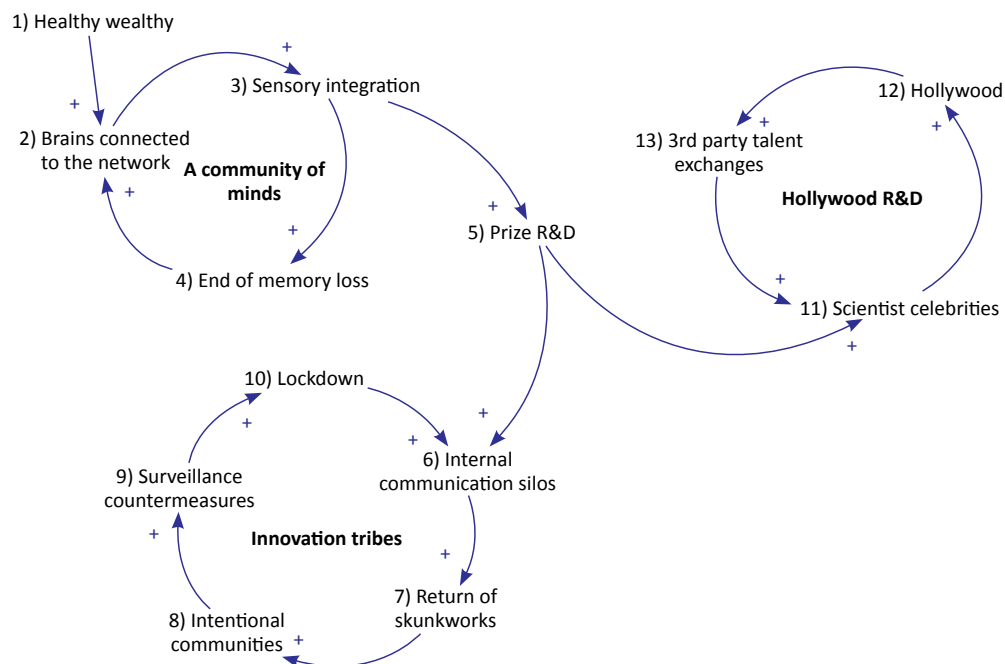 1) Healthy wealthy
+
+
3) Sensory integration
12) Hollywood
+
2) Brains connected
to the network
+
13) 3rd party talent
exchanges
+
+
A community of
minds
+
Hollywood R&D
+
5) Prize R&D
+
4) End of memory loss
+
11) Scientist celebrities
+
10) Lockdown
+
+
+
6) Internal
communication silos
9) Surveillance
countermeasures
+
Innovation tribes
+
7) Return of
skunkworks
8) Intentional
communities
+